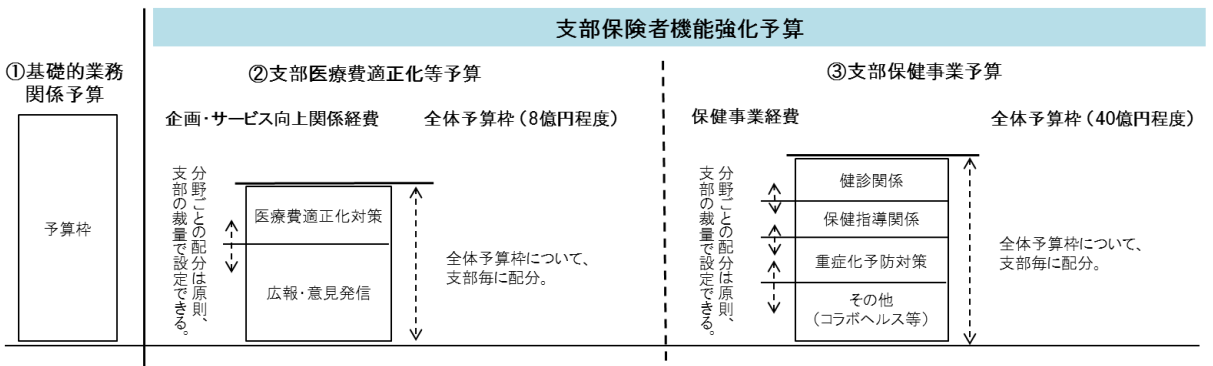 支部保険者機能強化予算
①基礎的業務
関係予算
予算枠
②支部医療費適正化等予算
企画・サービス向上関係経費
全体予算枠（8億円程度）
分野ごとの配分は原則、
支部の裁量で設定できる。
医療費適正化対策
広報・意見発信
全体予算枠について、
支部毎に配分。
③支部保健事業予算
保健事業経費
全体予算枠（40億円程度）
分野ごとの配分は原則、
支部の裁量で設定できる。
健診関係
保健指導関係
重症化予防対策
その他
（コラボヘルス等）
全体予算枠について、
支部毎に配分。